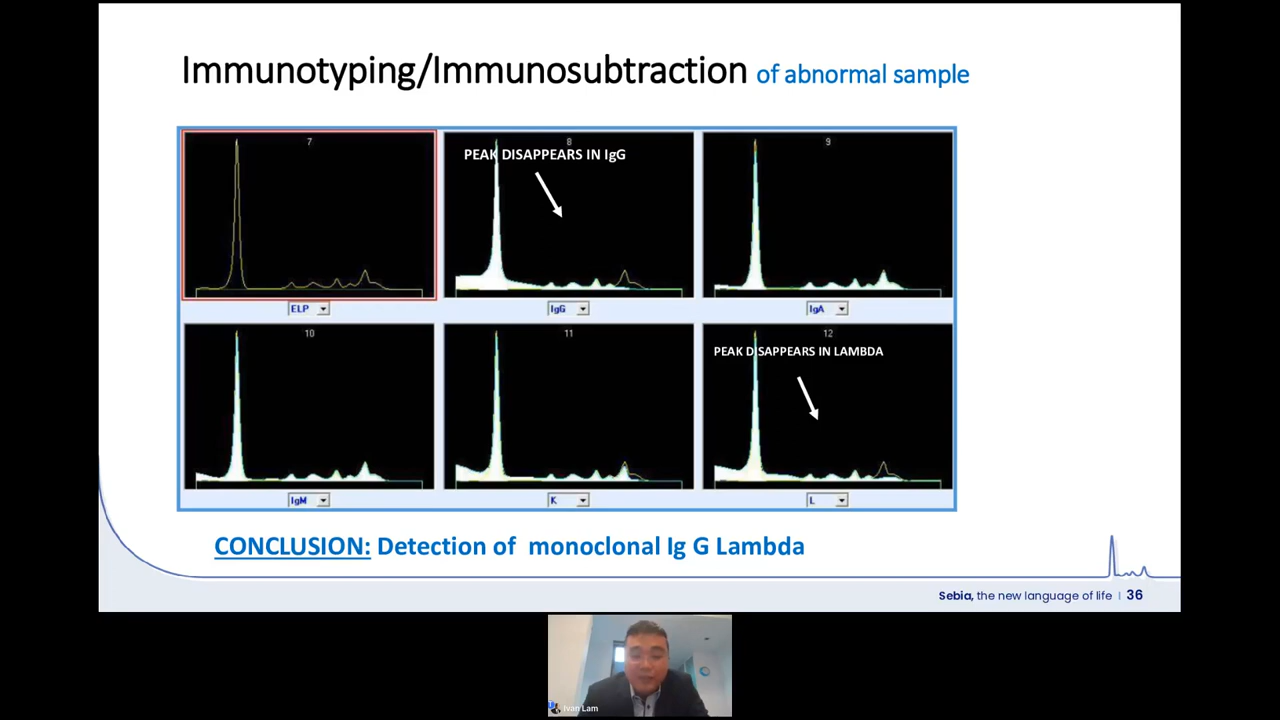 Immunotyping/Immunosubtraction of abnormal sample
7
8
PEAK DISAPPEARS IN IgG
9
ELP
IgG
IgA
10
11
12
PEAK DISAPPEARS IN LAMBDA
IgM
K
L
CONCLUSION: Detection of monoclonal Ig G Lambda
Sebia, the new language of life | 36
Ivan Lam